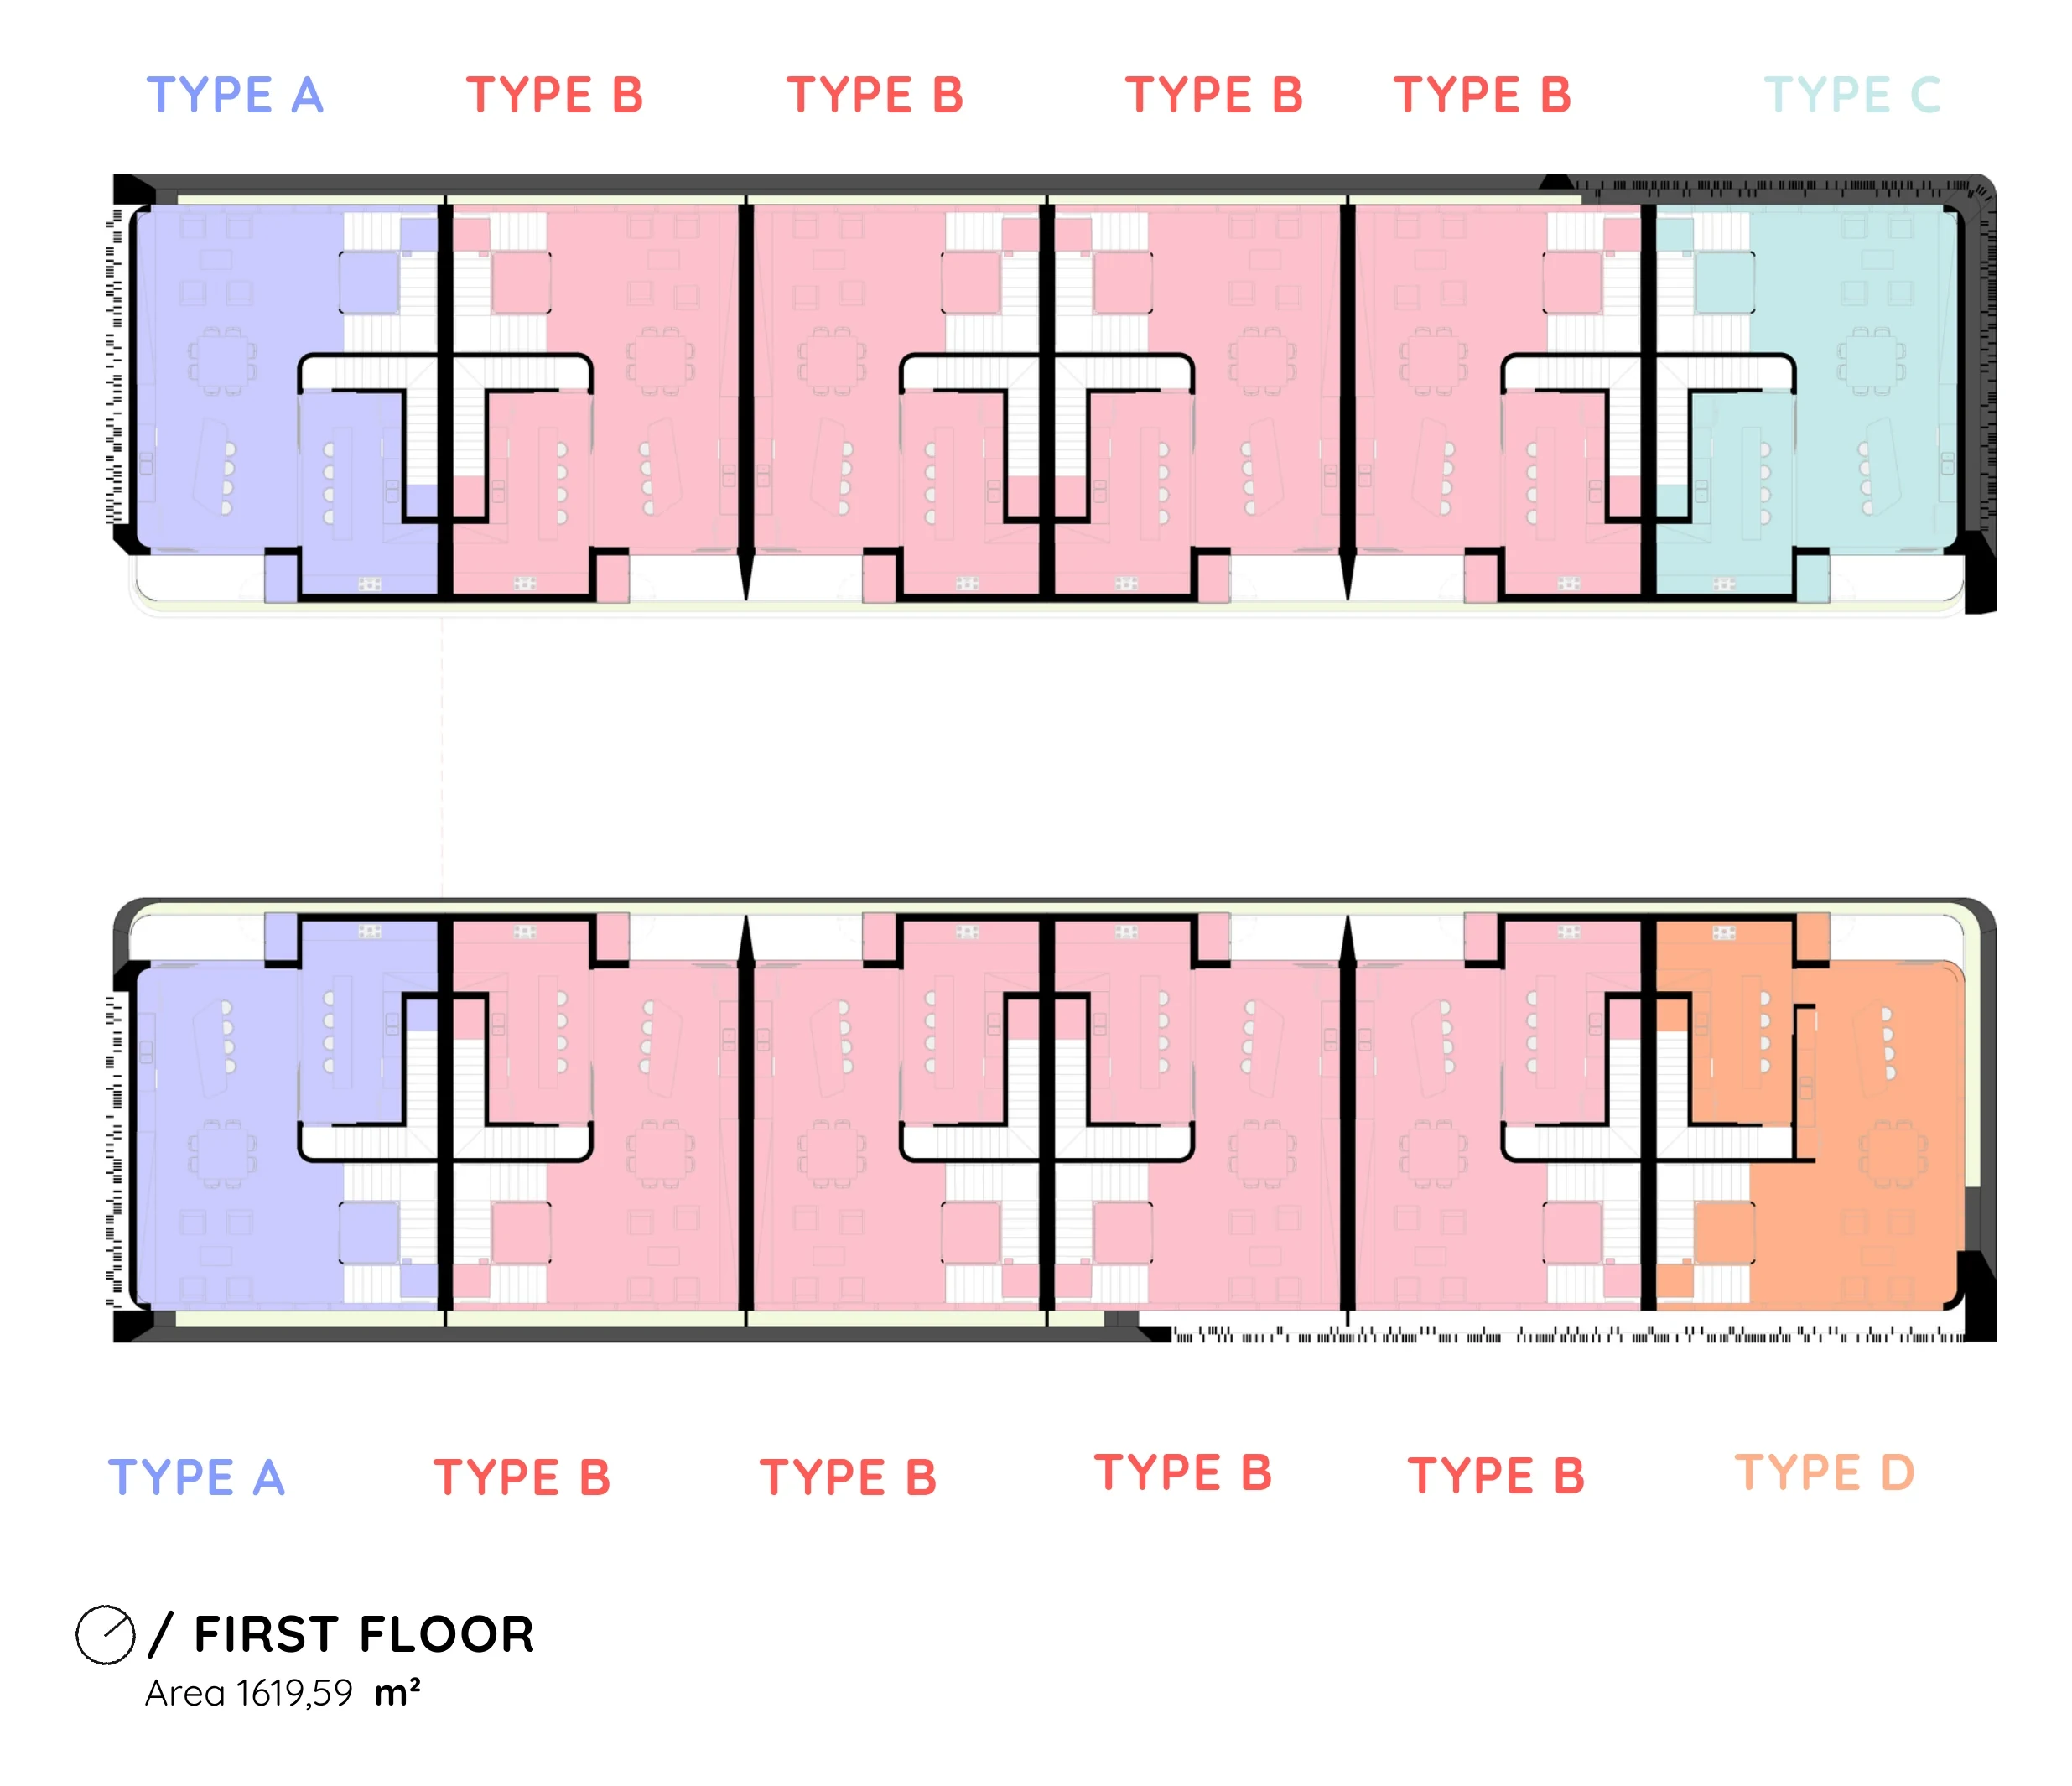 TYPE A TYPE B TYPE B TYPE B TYPE B TYPE C
TYPE A TYPE B TYPE B TYPE B TYPE B TYPE D
/ FIRST FLOOR
Area 1619,59 m²